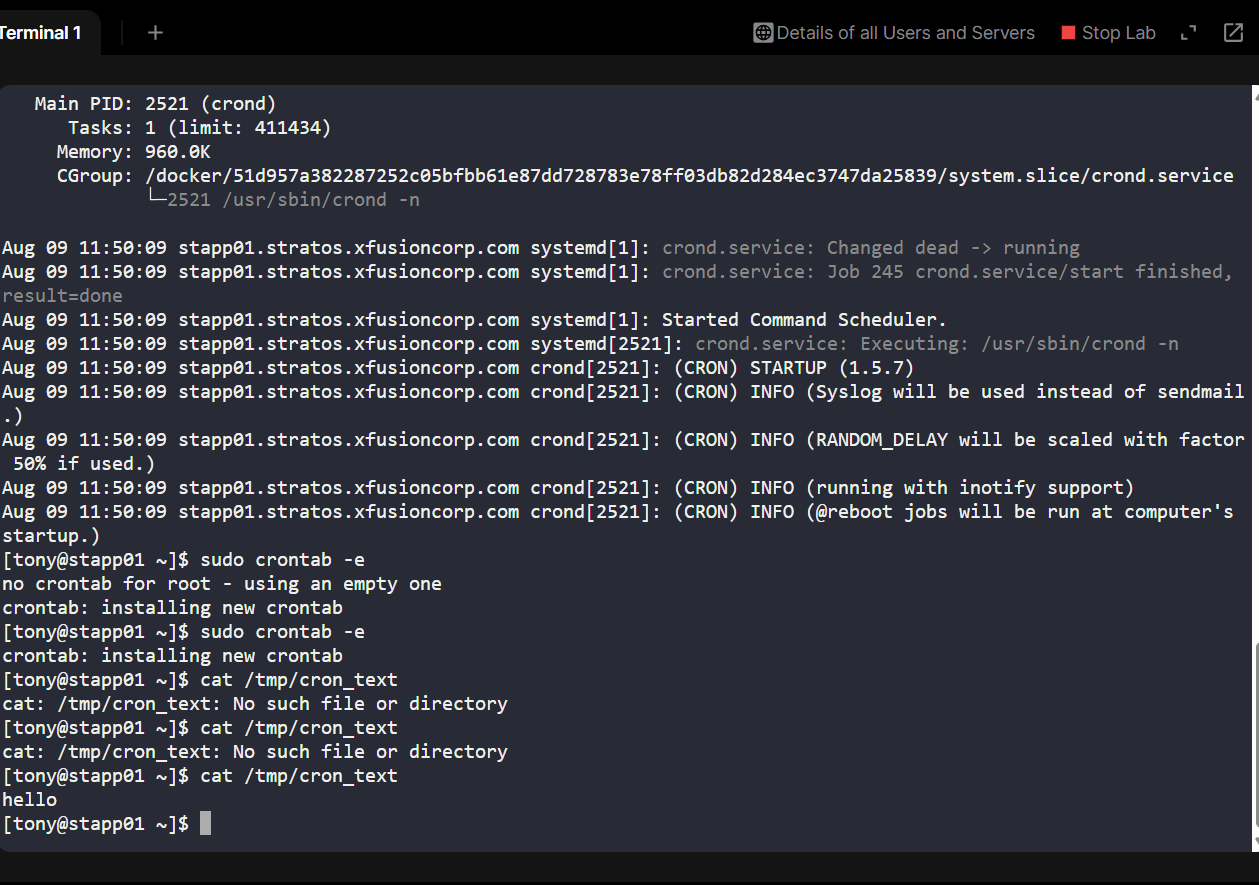 Terminal 1
+
Details of all Users and Servers
Stop Lab
Main PID: 2521 (crond)
Tasks: 1 (limit: 411434)
Memory: 960.0K
CGroup: /docker/51d957a382287252c05bfbb61e87dd728783e78ff03db82d284ec3747da25839/system.slice/crond.service
└─2521 /usr/sbin/crond -n
Aug 09 11:50:09 stapp01.stratos.xfusioncorp.com systemd[1]: crond.service: Changed dead -> running
Aug 09 11:50:09 stapp01.stratos.xfusioncorp.com systemd[1]: crond.service: Job 245 crond.service/start finished,
result=done
Aug 09 11:50:09 stapp01.stratos.xfusioncorp.com systemd[1]: Started Command Scheduler.
Aug 09 11:50:09 stapp01.stratos.xfusioncorp.com systemd[2521]: crond.service: Executing: /usr/sbin/crond -n
Aug 09 11:50:09 stapp01.stratos.xfusioncorp.com crond[2521]: (CRON) STARTUP (1.5.7)
Aug 09 11:50:09 stapp01.stratos.xfusioncorp.com crond[2521]: (CRON) INFO (Syslog will be used instead of sendmail
.)
Aug 09 11:50:09 stapp01.stratos.xfusioncorp.com crond[2521]: (CRON) INFO (RANDOM_DELAY will be scaled with factor
50% if used.)
Aug 09 11:50:09 stapp01.stratos.xfusioncorp.com crond[2521]: (CRON) INFO (running with inotify support)
Aug 09 11:50:09 stapp01.stratos.xfusioncorp.com crond[2521]: (CRON) INFO (@reboot jobs will be run at computer's
startup.)
[tony@stapp01 ~]$ sudo crontab -e
no crontab for root - using an empty one
crontab: installing new crontab
[tony@stapp01 ~]$ sudo crontab -e
crontab: installing new crontab
[tony@stapp01 ~]$ cat /tmp/cron_text
cat: /tmp/cron_text: No such file or directory
[tony@stapp01 ~]$ cat /tmp/cron_text
cat: /tmp/cron_text: No such file or directory
[tony@stapp01 ~]$ cat /tmp/cron_text
hello
[tony@stapp01 ~]$